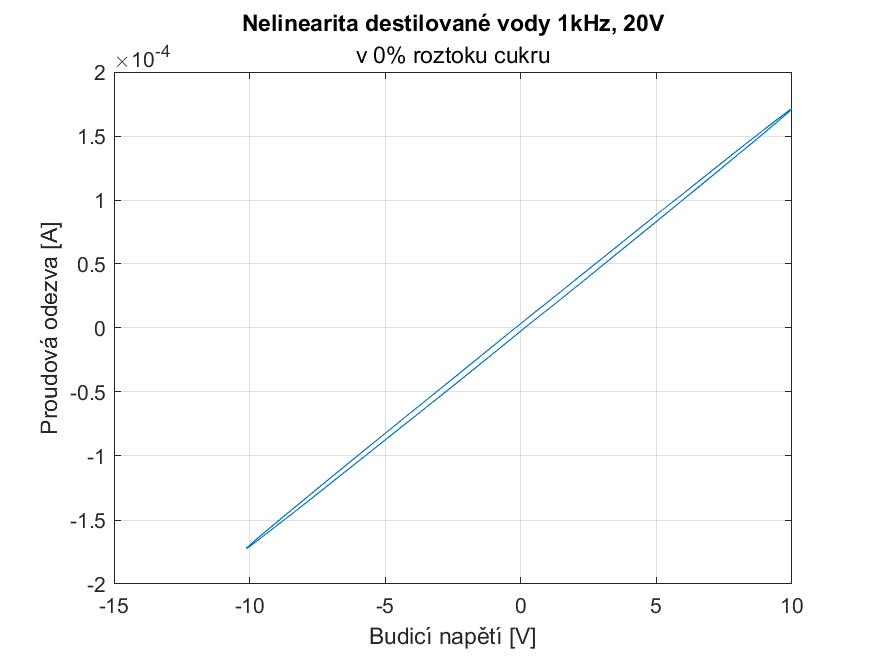 Nelinearita destilované vody 1kHz, 20V
v 0% roztoku cukru
×10^-4
2
1.5
1
0.5
0
-0.5
-1
-1.5
-2
Proudová odezva [A]
-15 -10 -5 0 5 10
Budicí napětí [V]